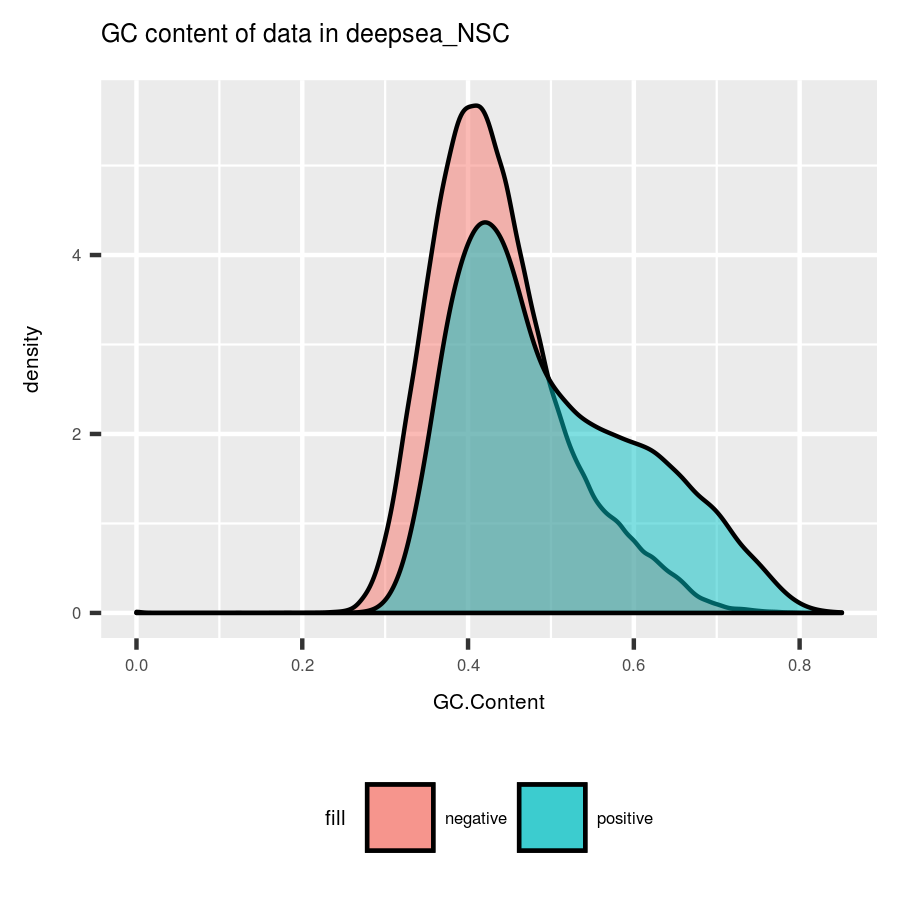 GC content of data in deepsea_NSC
density
4
2
0
0.0 0.2 0.4 0.6 0.8
GC.Content
fill negative positive